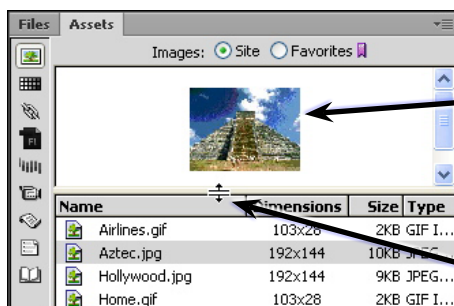 Files Assets
Images: Site Favorites
Name Dimensions Size Type
Airlines.gif 103x28 2KB GIF I...
Aztec.jpg 192x144 10KB JPEG...
Hollywood.jpg 192x144 9KB JPEG...
Home.gif 103x28 2KB GIF I...